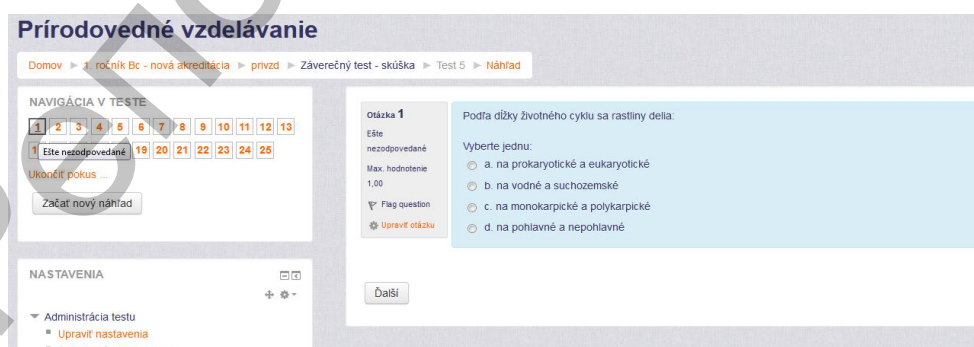 Prírodovedné vzdelávanie
Domov ► 1. ročník Bc - nová akreditácia ► privzd ► Záverečný test - skúška ► Test 5 ► Náhľad
NAVIGÁCIA V TESTE
1 2 3 4 5 6 7 8 9 10 11 12 13
1 Ešte nezodpovedané 19 20 21 22 23 24 25
Ukončiť pokus ...
Začať nový náhľad
NASTAVENIA
Administrácia testu
Upraviť nastavenia
Otázka 1
Ešte
nezodpovedané
Max. hodnotenie
1,00
Flag question
Upraviť otázku
Podľa dĺžky životného cyklu sa rastliny delia:
Vyberte jednu:
a. na prokaryotické a eukaryotické
b. na vodné a suchozemské
c. na monokarpické a polykarpické
d. na pohlavné a nepohlavné
Ďalší